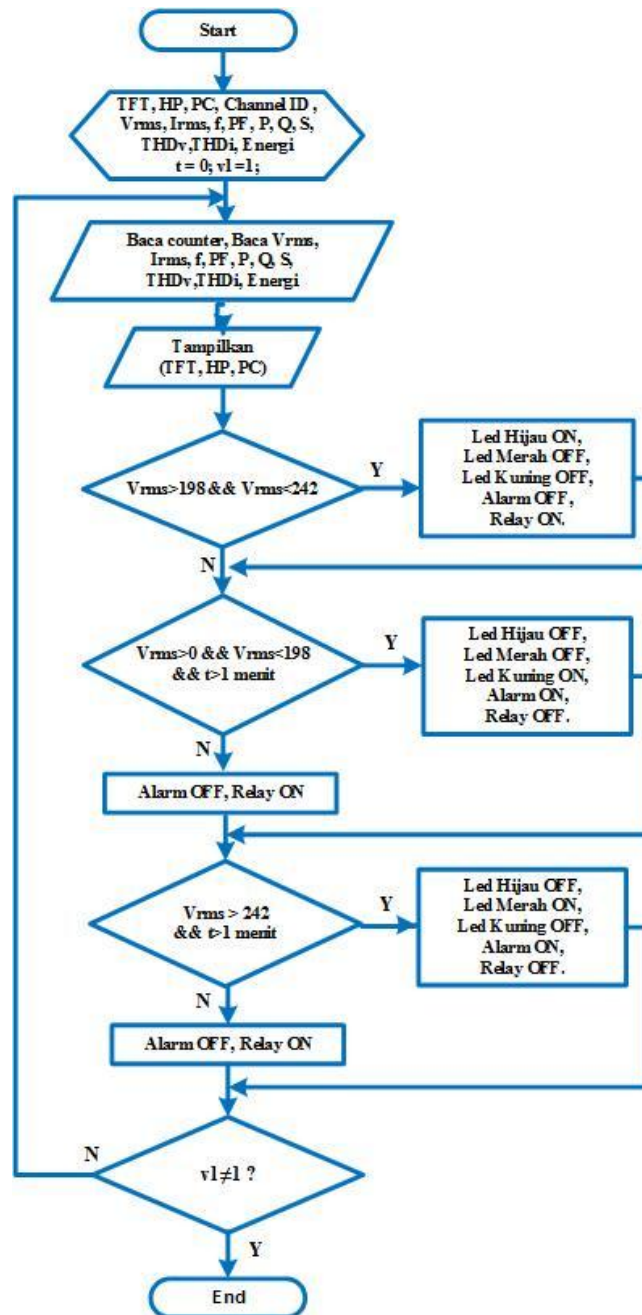 Start
TFT, HP, PC, Channel ID ,
Vrms, Irms, f, PF, P, Q, S,
THDv,THDi, Energi
t = 0; v1 =1;
Baca counter, Baca Vrms,
Irms, f, PF, P, Q, S,
THDv,THDi, Energi
Tampilkan
(TFT, HP, PC)
Vrms>198 && Vrms<242
Y
Led Hijau ON,
Led Merah OFF,
Led Kuning OFF,
Alarm OFF,
Relay ON.
N
Vrms>0 && Vrms<198
&& t>1 menit
Y
Led Hijau OFF,
Led Merah OFF,
Led Kuning ON,
Alarm ON,
Relay OFF.
N
Alarm OFF, Relay ON
Vrms > 242
&& t>1 menit
Y
Led Hijau OFF,
Led Merah ON,
Led Kuning OFF,
Alarm ON,
Relay OFF.
N
Alarm OFF, Relay ON
N
v1≠1 ?
Y
End